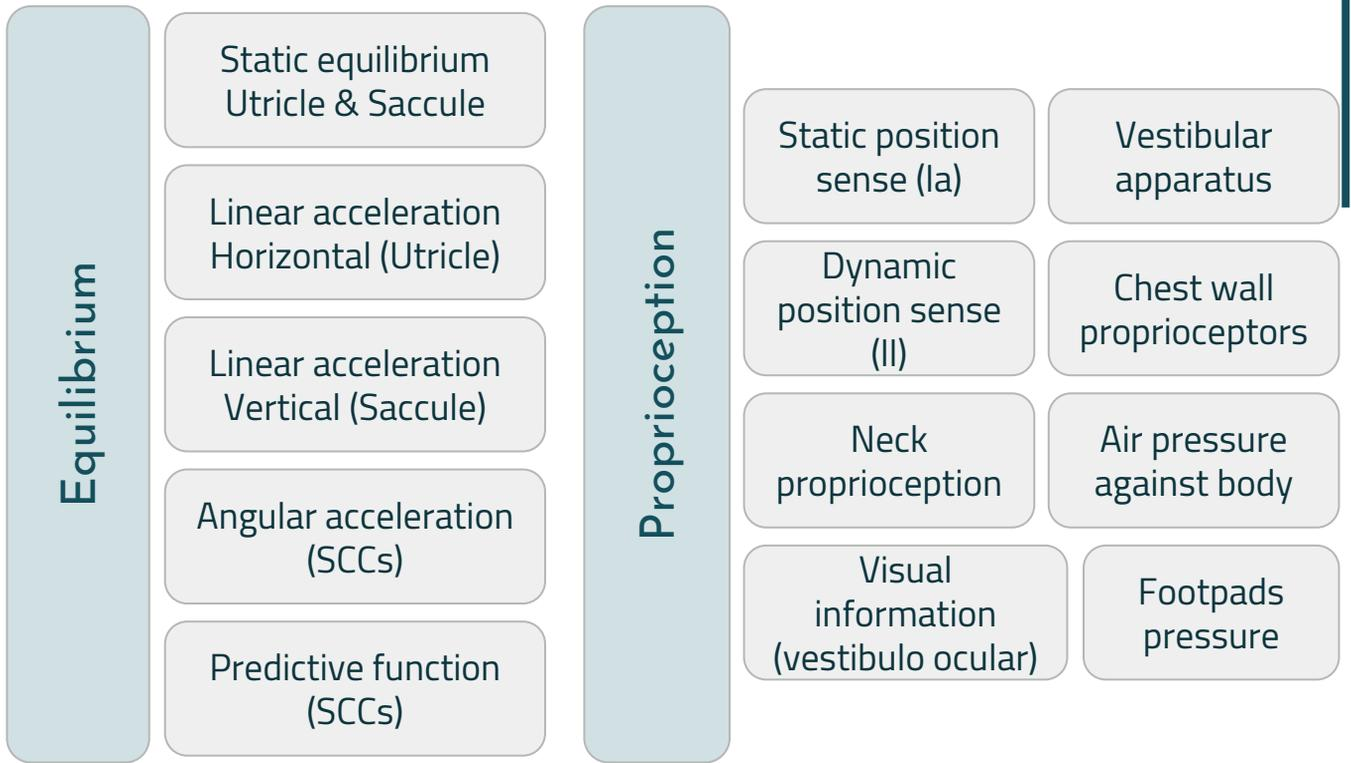 Equilibrium
Static equilibrium
Utricle & Saccule
Linear acceleration
Horizontal (Utricle)
Linear acceleration
Vertical (Saccule)
Angular acceleration
(SCCs)
Predictive function
(SCCs)
Proprioception
Static position
sense (Ia)
Vestibular
apparatus
Dynamic
position sense
(II)
Chest wall
proprioceptors
Neck
proprioception
Air pressure
against body
Visual
information
(vestibulo ocular)
Footpads
pressure